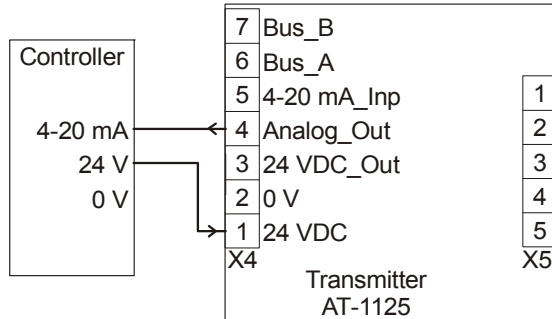 Controller
4-20 mA
24 V
0 V
7 Bus_B
6 Bus_A
5 4-20 mA_Inp
4 Analog_Out
3 24 VDC_Out
2 0 V
1 24 VDC
X4
1
2
3
4
5
X5
Transmitter
AT-1125